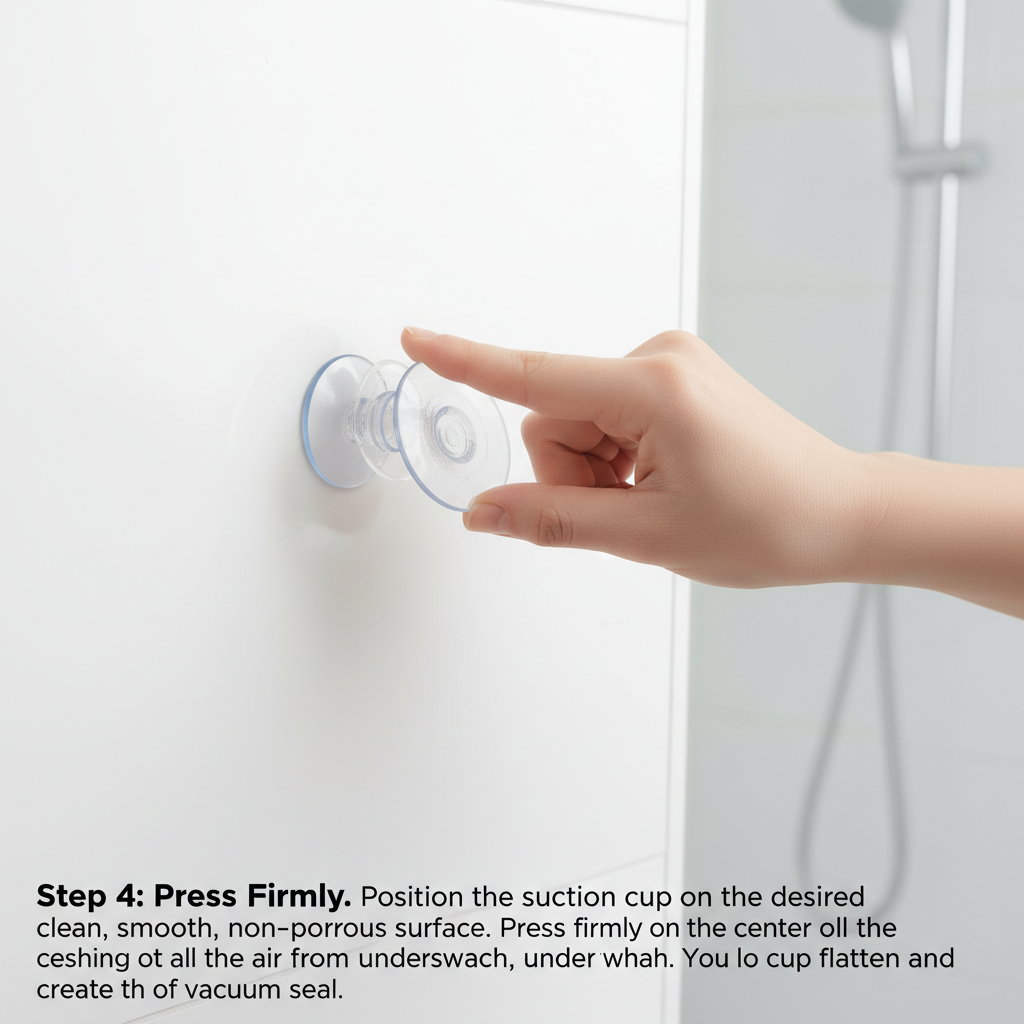 Step 4: Press Firmly. Position the suction cup on the desired
clean, smooth, non-porrous surface. Press firmly on the center oll the
ceshing ot all the air from underswach, under whah. You lo cup flatten and
create th of vacuum seal.